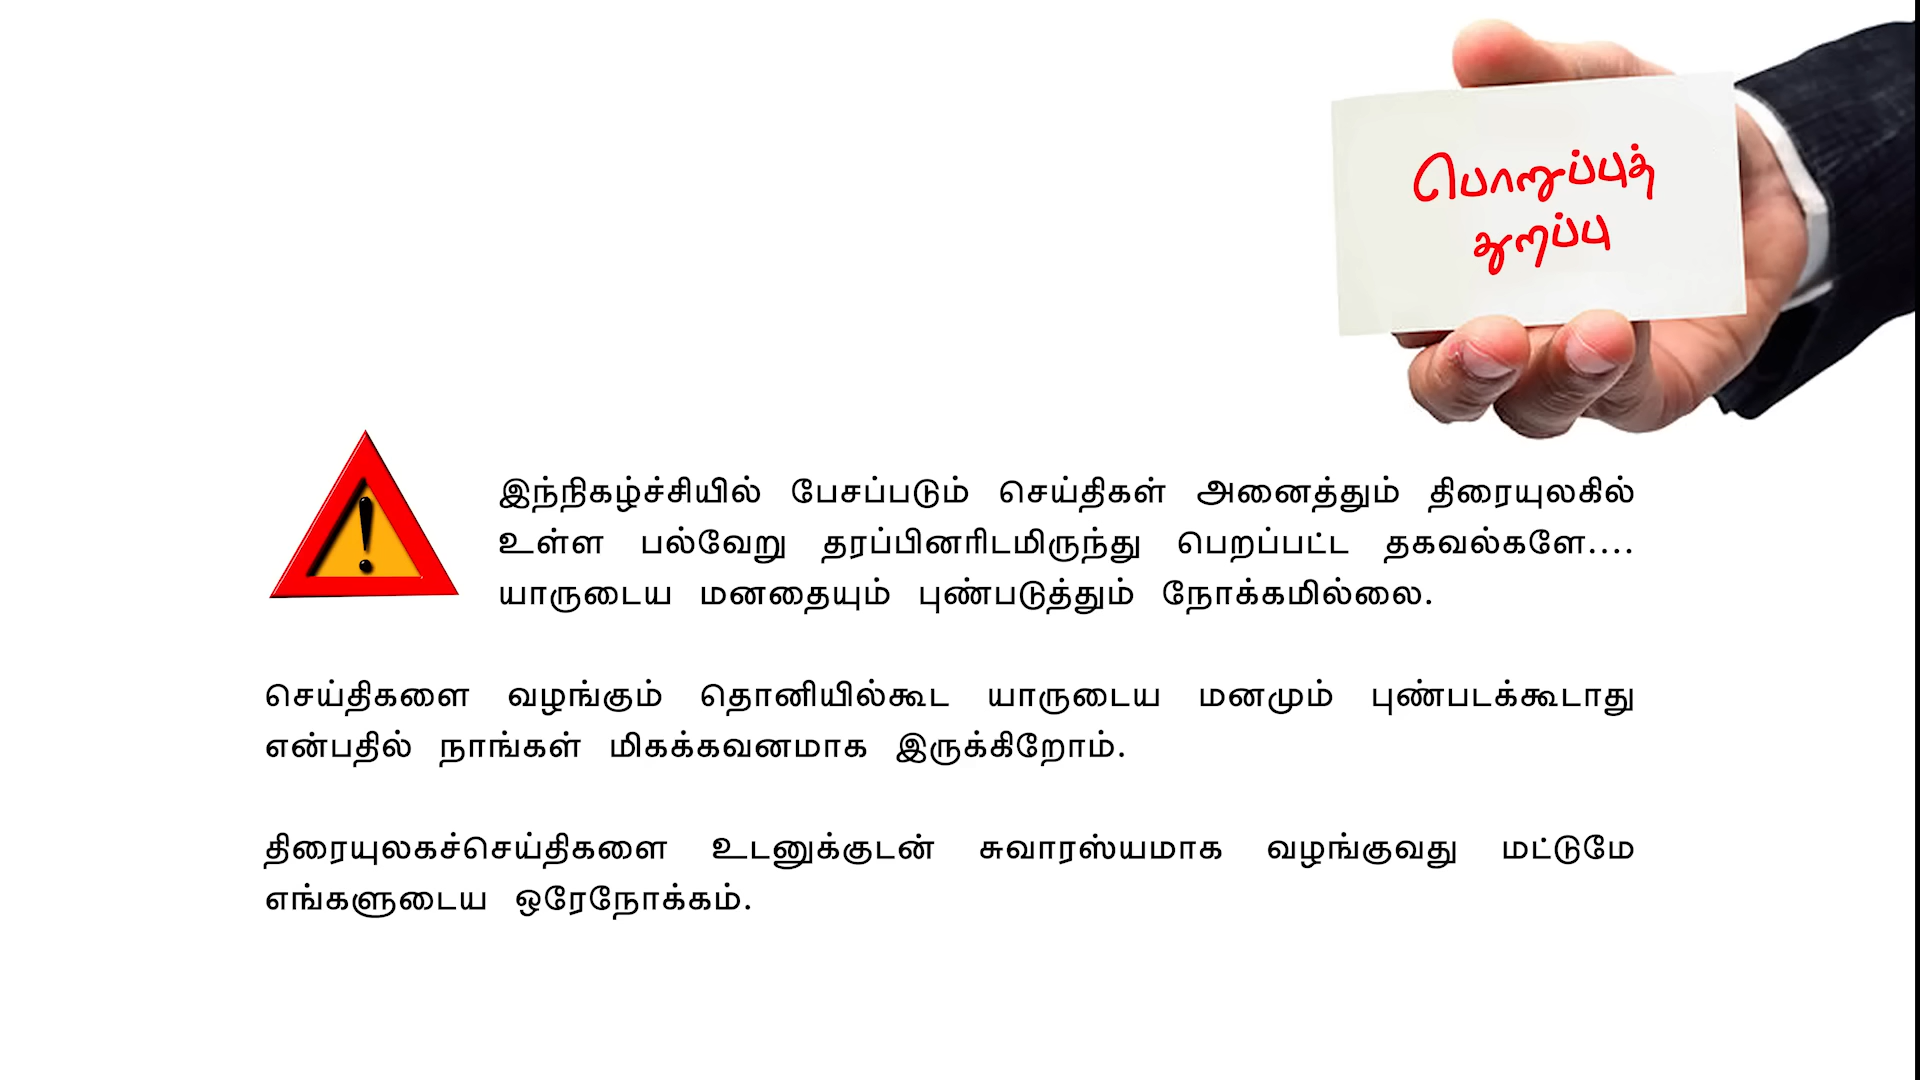 பொறுப்புத்
துறப்பு
இந்நிகழ்ச்சியில் பேசப்படும் செய்திகள் அனைத்தும் திரையுலகில்
உள்ள பல்வேறு தரப்பினரிடமிருந்து பெறப்பட்ட தகவல்களே....
யாருடைய மனதையும் புண்படுத்தும் நோக்கமில்லை.
செய்திகளை வழங்கும் தொனியில்கூட யாருடைய மனமும் புண்படக்கூடாது
என்பதில் நாங்கள் மிகக்கவனமாக இருக்கிறோம்.
திரையுலகச்செய்திகளை உடனுக்குடன் சுவாரஸ்யமாக வழங்குவது மட்டுமே
எங்களுடைய ஒரேநோக்கம்.